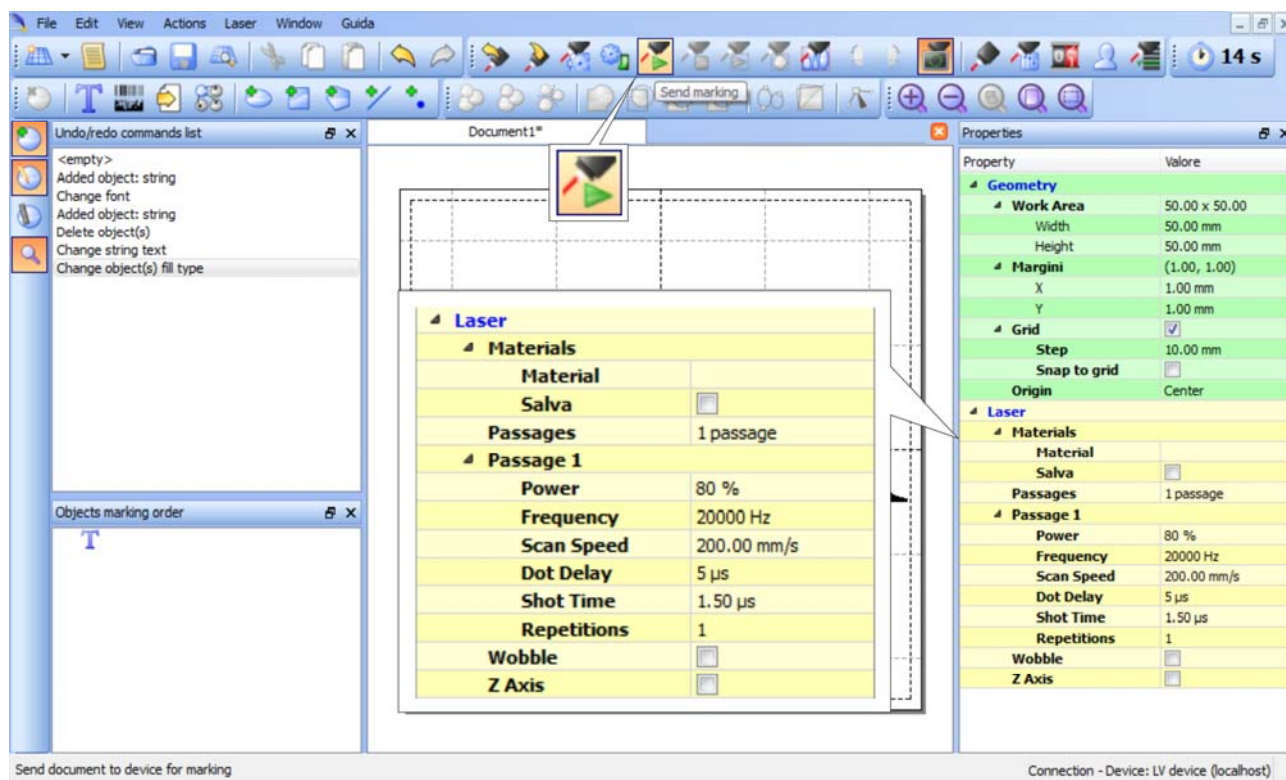 File Edit View Actions Laser Window Guida
14 s
T
Send marking
Undo/redo commands list
<empty>
Added object: string
Change font
Added object: string
Delete object(s)
Change string text
Change object(s) fill type
Objects marking order
T
Document1*
Laser
Materials
Material
Salva
Passages 1 passage
Passage 1
Power 80 %
Frequency 20000 Hz
Scan Speed 200.00 mm/s
Dot Delay 5 µs
Shot Time 1.50 µs
Repetitions 1
Wobble
Z Axis
Properties
Property Valore
Geometry
Work Area 50.00 x 50.00
Width 50.00 mm
Height 50.00 mm
Margini (1.00, 1.00)
X 1.00 mm
Y 1.00 mm
Grid
Step 10.00 mm
Snap to grid
Origin Center
Laser
Materials
Material
Salva
Passages 1 passage
Passage 1
Power 80 %
Frequency 20000 Hz
Scan Speed 200.00 mm/s
Dot Delay 5 µs
Shot Time 1.50 µs
Repetitions 1
Wobble
Z Axis
Send document to device for marking
Connection - Device: LV device (localhost)